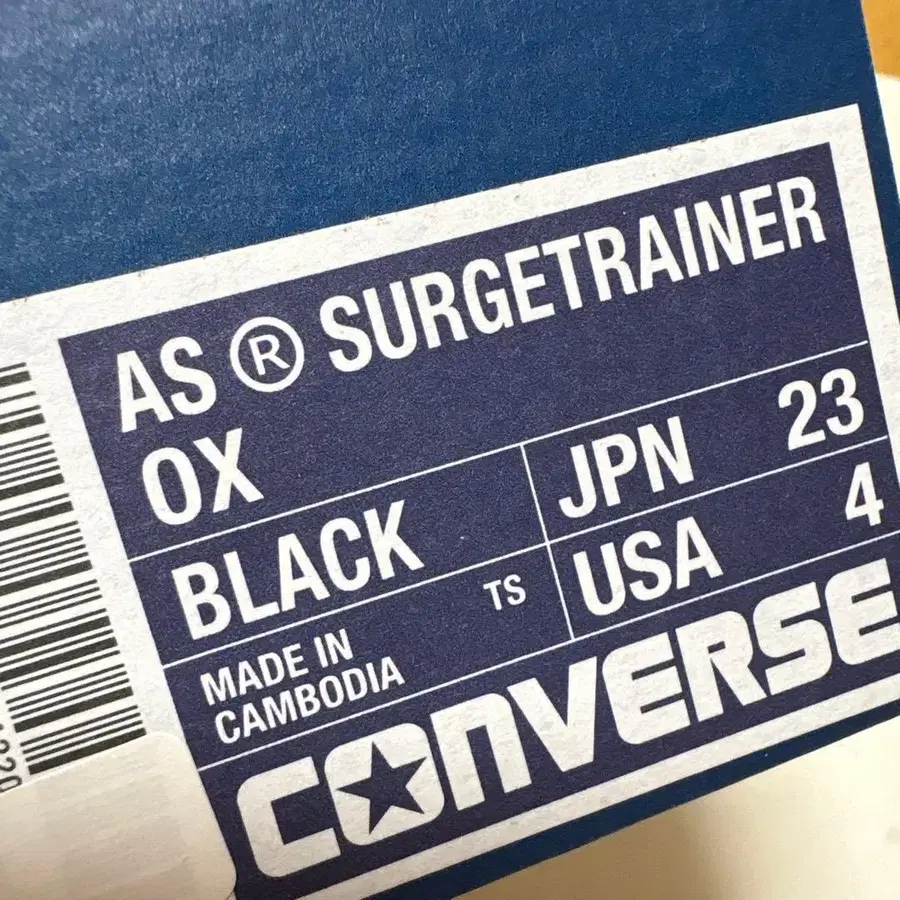 AS ® SURGETRAINER
OX
BLACK
JPN 23
TS
USA 4
MADE IN
CAMBODIA
CONVERSE